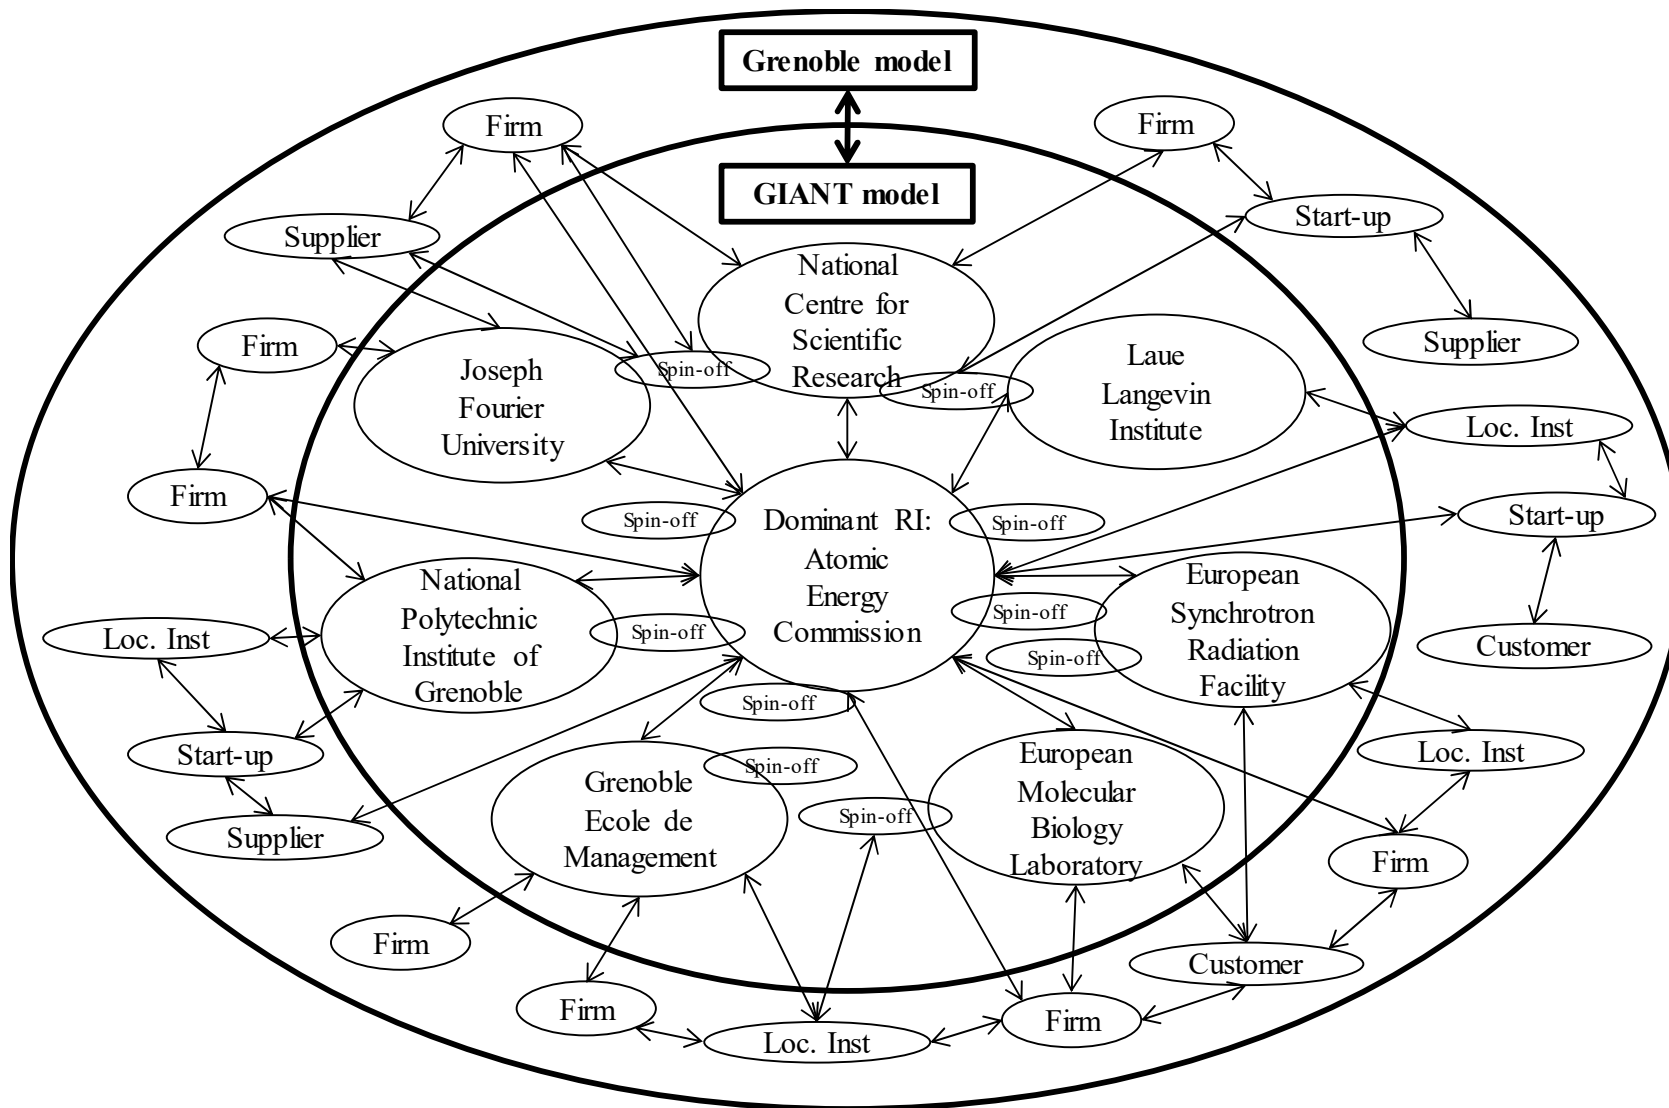 Grenoble model
GIANT model
Firm
Firm
Supplier
Start-up
National
Centre for
Scientific
Research
Firm
Supplier
Joseph
Fourier
University
Spin-off
Spin-off
Laue
Langevin
Institute
Loc. Inst
Firm
Spin-off
Dominant RI:
Atomic
Energy
Commission
Spin-off
Start-up
National
Polytechnic
Institute of
Grenoble
Spin-off
Spin-off
Spin-off
European
Synchrotron
Radiation
Facility
Loc. Inst
Customer
Start-up
Spin-off
Loc. Inst
Supplier
Grenoble
Ecole de
Management
Spin-off
Spin-off
European
Molecular
Biology
Laboratory
Firm
Firm
Customer
Firm
Loc. Inst
Firm